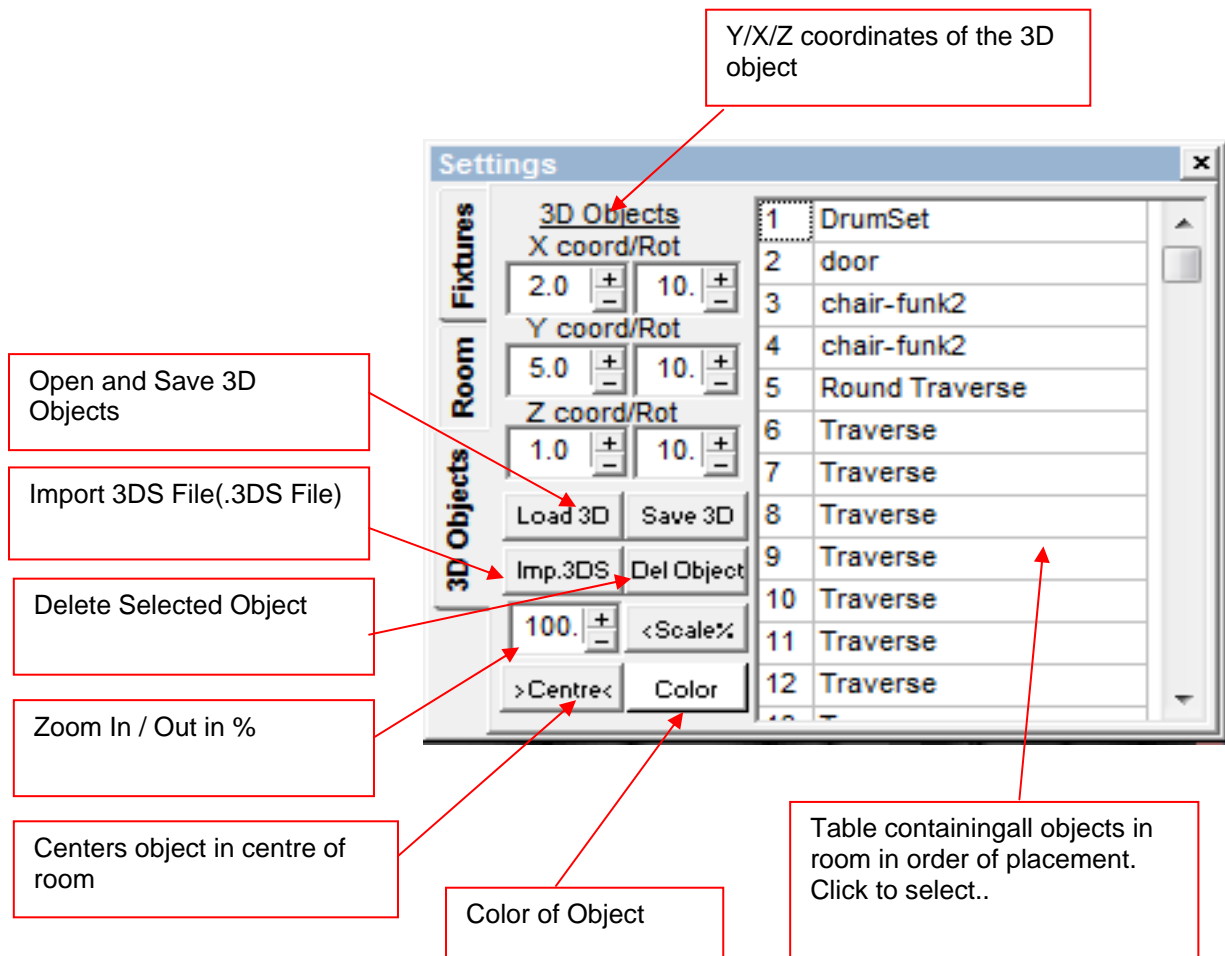 Y/X/Z coordinates of the 3D
object
Settings
Fixtures
Room
3D Objects
3D Objects
X coord/Rot
2.0 + - 10. + -
Y coord/Rot
5.0 + - 10. + -
Z coord/Rot
1.0 + - 10. + -
Load 3D Save 3D
Imp.3DS Del Object
100. + - <Scale%
>Centre< Color
1 DrumSet
2 door
3 chair-funk2
4 chair-funk2
5 Round Traverse
6 Traverse
7 Traverse
8 Traverse
9 Traverse
10 Traverse
11 Traverse
12 Traverse
Open and Save 3D
Objects
Import 3DS File(.3DS File)
Delete Selected Object
Zoom In / Out in %
Centers object in centre of
room
Color of Object
Table containingall objects in
room in order of placement.
Click to select..